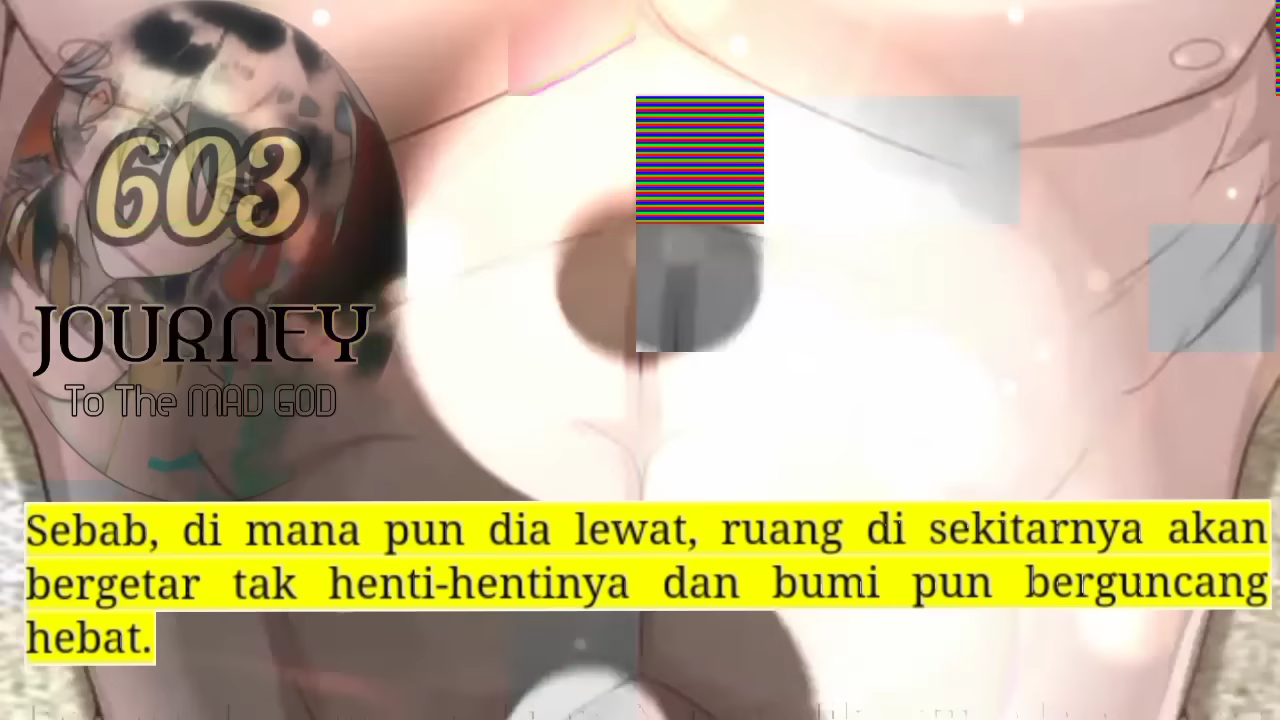 603
JOURNEY
To The MAD GOD
Sebab, di mana pun dia lewat, ruang di sekitarnya akan
bergetar tak henti-hentinya dan bumi pun berguncang
hebat.